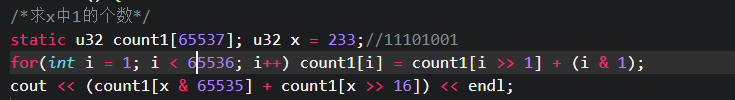 /*求x中1的个数*/
static u32 count1[65537]; u32 x = 233;//11101001
for(int i = 1; i < 65536; i++) count1[i] = count1[i >> 1] + (i & 1);
cout << (count1[x & 65535] + count1[x >> 16]) << endl;